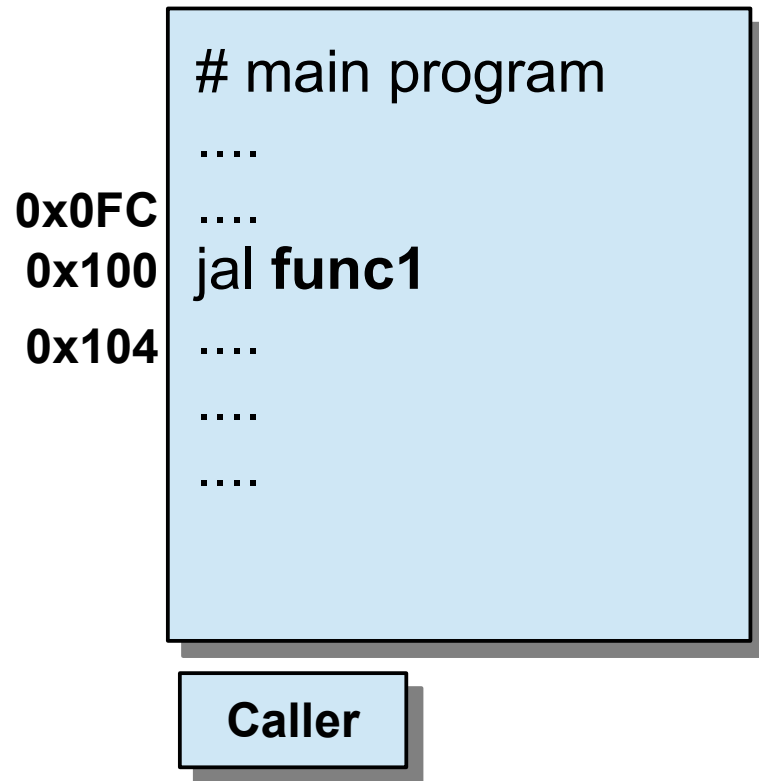 # main program
....
0x0FC ....
0x100 jal func1
0x104 ....
....
....
Caller